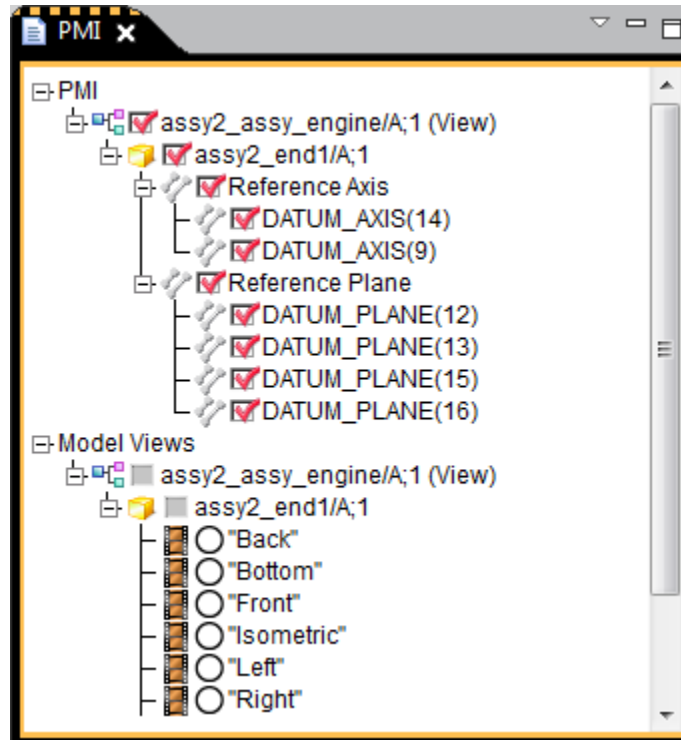 PMI
PMI
assy2_assy_engine/A;1 (View)
assy2_end1/A;1
Reference Axis
DATUM_AXIS(14)
DATUM_AXIS(9)
Reference Plane
DATUM_PLANE(12)
DATUM_PLANE(13)
DATUM_PLANE(15)
DATUM_PLANE(16)
Model Views
assy2_assy_engine/A;1 (View)
assy2_end1/A;1
"Back"
"Bottom"
"Front"
"Isometric"
"Left"
"Right"